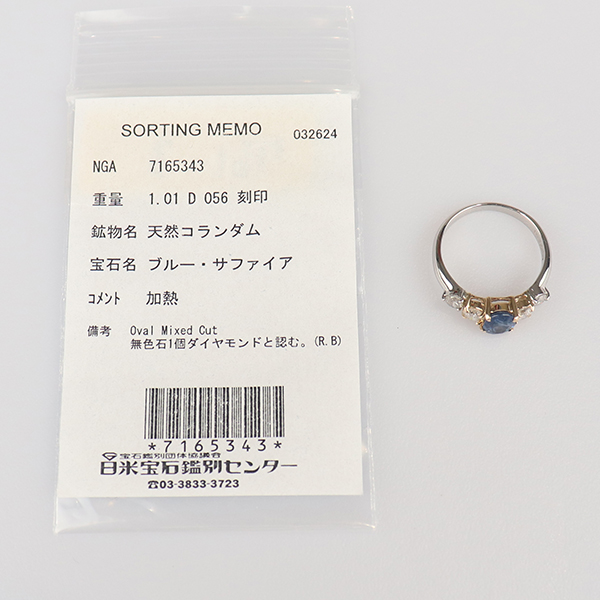 SORTING MEMO 032624
NGA 7165343
重量 1.01 D 056 刻印
鉱物名 天然コランダム
宝石名 ブルー・サファイア
コメント 加熱
備考 Oval Mixed Cut
無色石1個ダイヤモンドと認む。(R.B)
*7165343*
宝石鑑別団体協議会
日米宝石鑑別センター
☎03-3833-3723